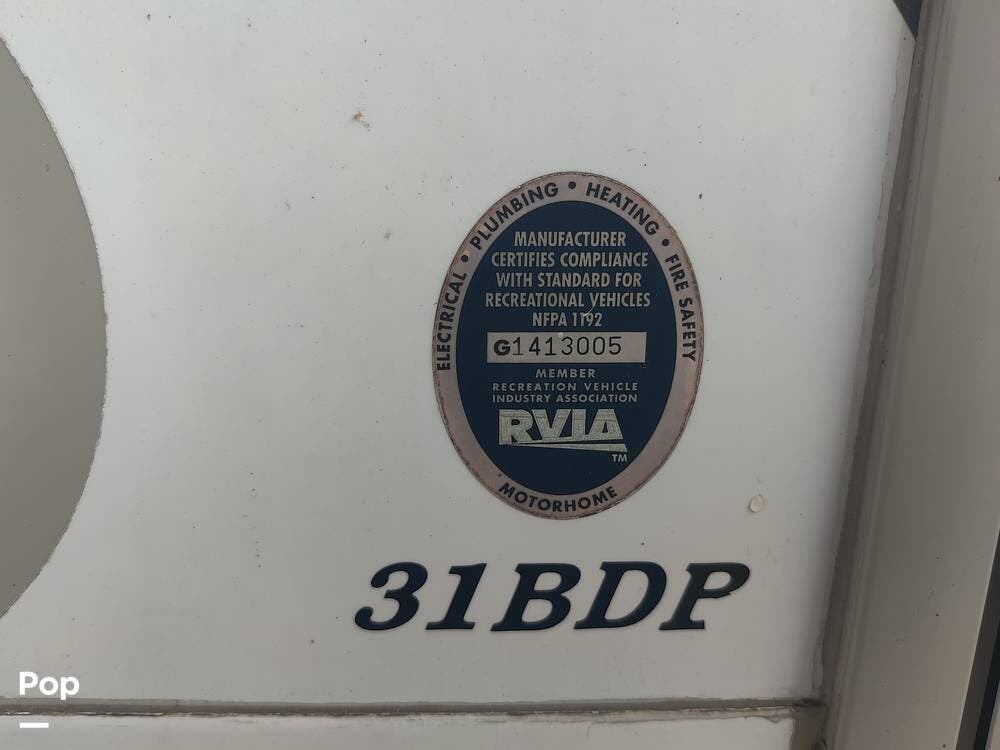 ELECTRICAL • PLUMBING • HEATING • FIRE SAFETY
MANUFACTURER
CERTIFIES COMPLIANCE
WITH STANDARD FOR
RECREATIONAL VEHICLES
NFPA 1192
G1413005
MEMBER
RECREATION VEHICLE
INDUSTRY ASSOCIATION
RVIA
TM
MOTORHOME
31BDP
Pop